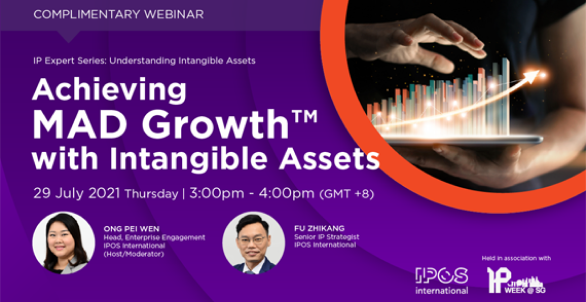 COMPLIMENTARY WEBINAR
IP Expert Series: Understanding Intangible Assets
Achieving
MAD Growth™
with Intangible Assets
29 July 2021 Thursday | 3:00pm - 4:00pm (GMT +8)
ONG PEI WEN
Head, Enterprise Engagement
IPOS International
(Host/Moderator)
FU ZHIKANG
Senior IP Strategist
IPOS International
IPOS
international
Held in association with
IP
WEEK @ SG